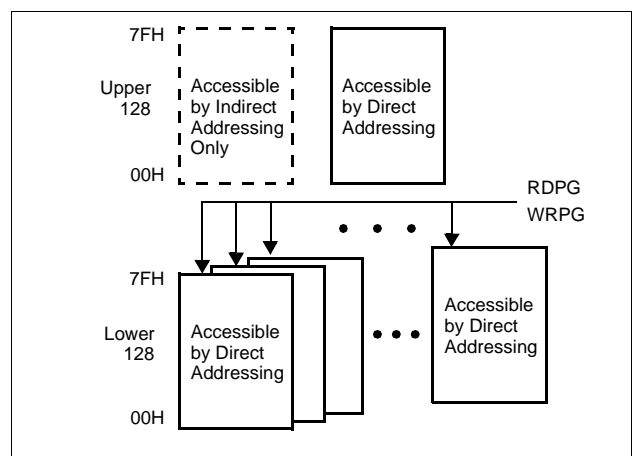 7FH
Upper
128
00H
Accessible
by Indirect
Addressing
Only
Accessible
by Direct
Addressing
RDPG
WRPG
7FH
Lower
128
00H
Accessible
by Direct
Addressing
Accessible
by Direct
Addressing